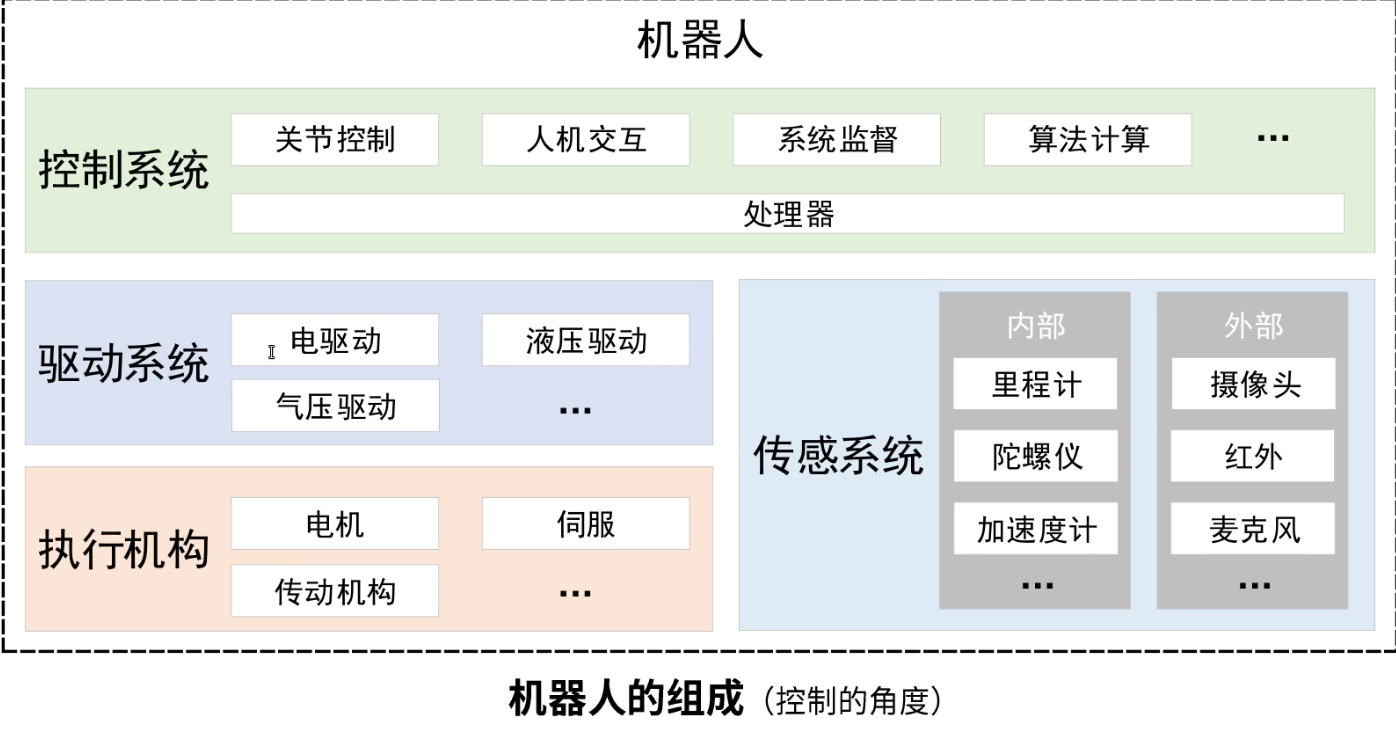 机器人
控制系统
关节控制
人机交互
系统监督
算法计算
...
处理器
驱动系统
电驱动
液压驱动
气压驱动
...
执行机构
电机
伺服
传动机构
...
传感系统
内部
里程计
陀螺仪
加速度计
...
外部
摄像头
红外
麦克风
...
机器人的组成（控制的角度）